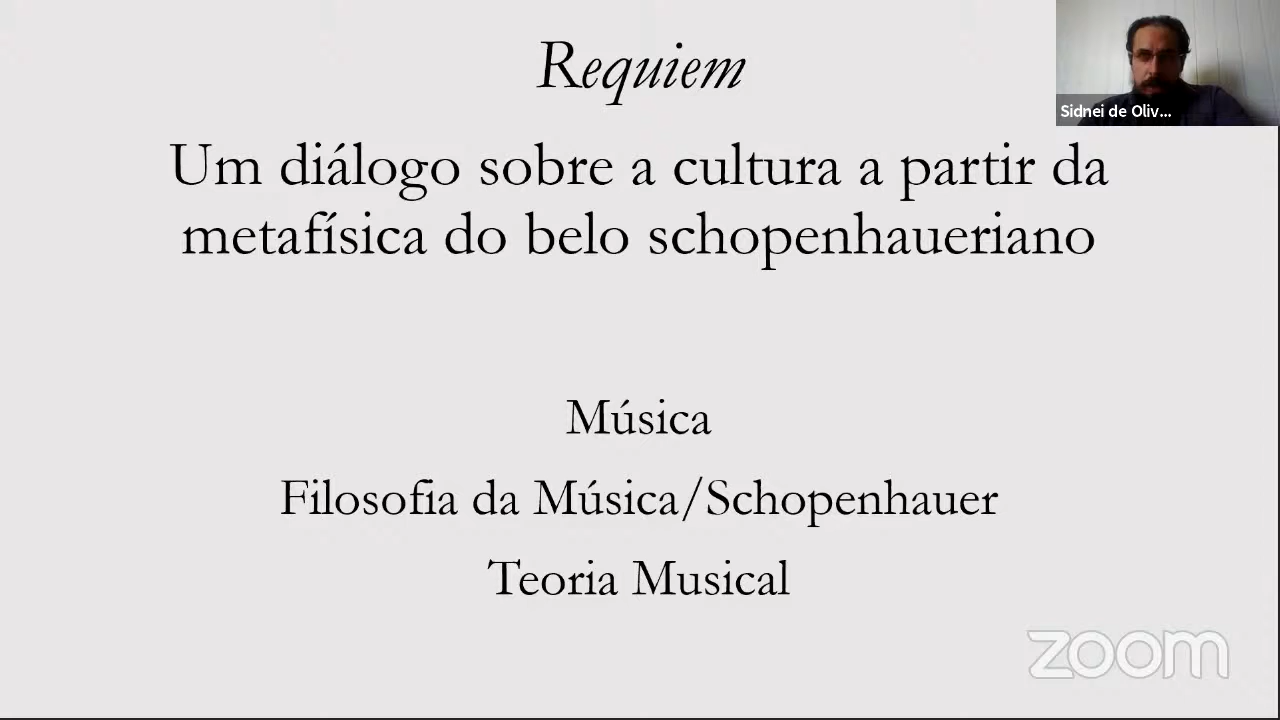 Requiem
Sidnei de Oliv...
Um diálogo sobre a cultura a partir da
metafísica do belo schopenhaueriano
Música
Filosofia da Música/Schopenhauer
Teoria Musical
zoom